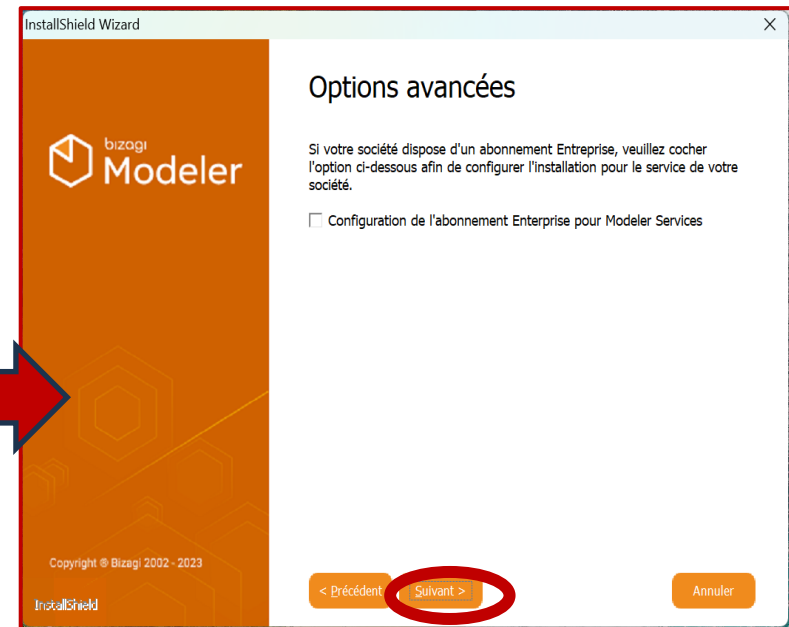 InstallShield Wizard
bizagi
Modeler
Options avancées
Si votre société dispose d'un abonnement Entreprise, veuillez cocher
l'option ci-dessous afin de configurer l'installation pour le service de votre
société.
Configuration de l'abonnement Enterprise pour Modeler Services
Copyright © Bizagi 2002 - 2023
InstallShield
< Précédent
Suivant >
Annuler